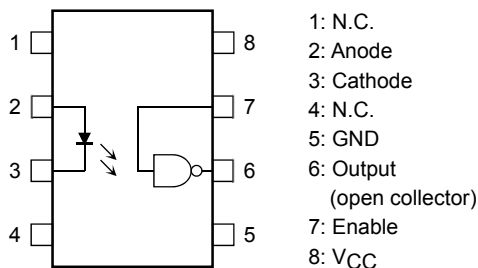 1
2
3
4
8
7
6
5
1: N.C.
2: Anode
3: Cathode
4: N.C.
5: GND
6: Output
(open collector)
7: Enable
8: VCC